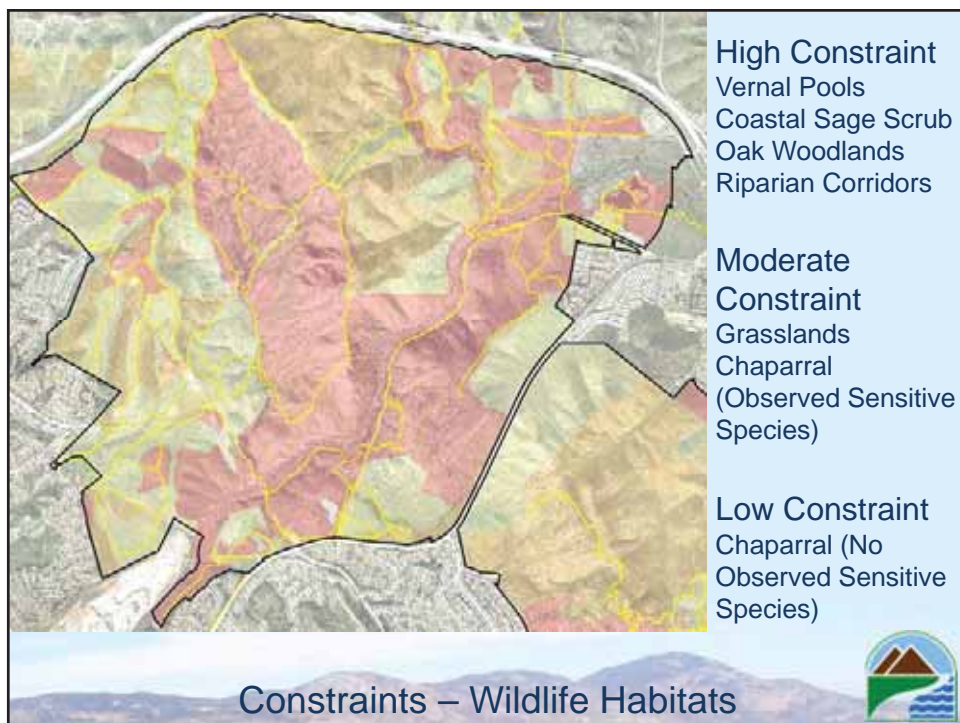 High Constraint
Vernal Pools
Coastal Sage Scrub
Oak Woodlands
Riparian Corridors
Moderate
Constraint
Grasslands
Chaparral
(Observed Sensitive
Species)
Low Constraint
Chaparral (No
Observed Sensitive
Species)
Constraints – Wildlife Habitats